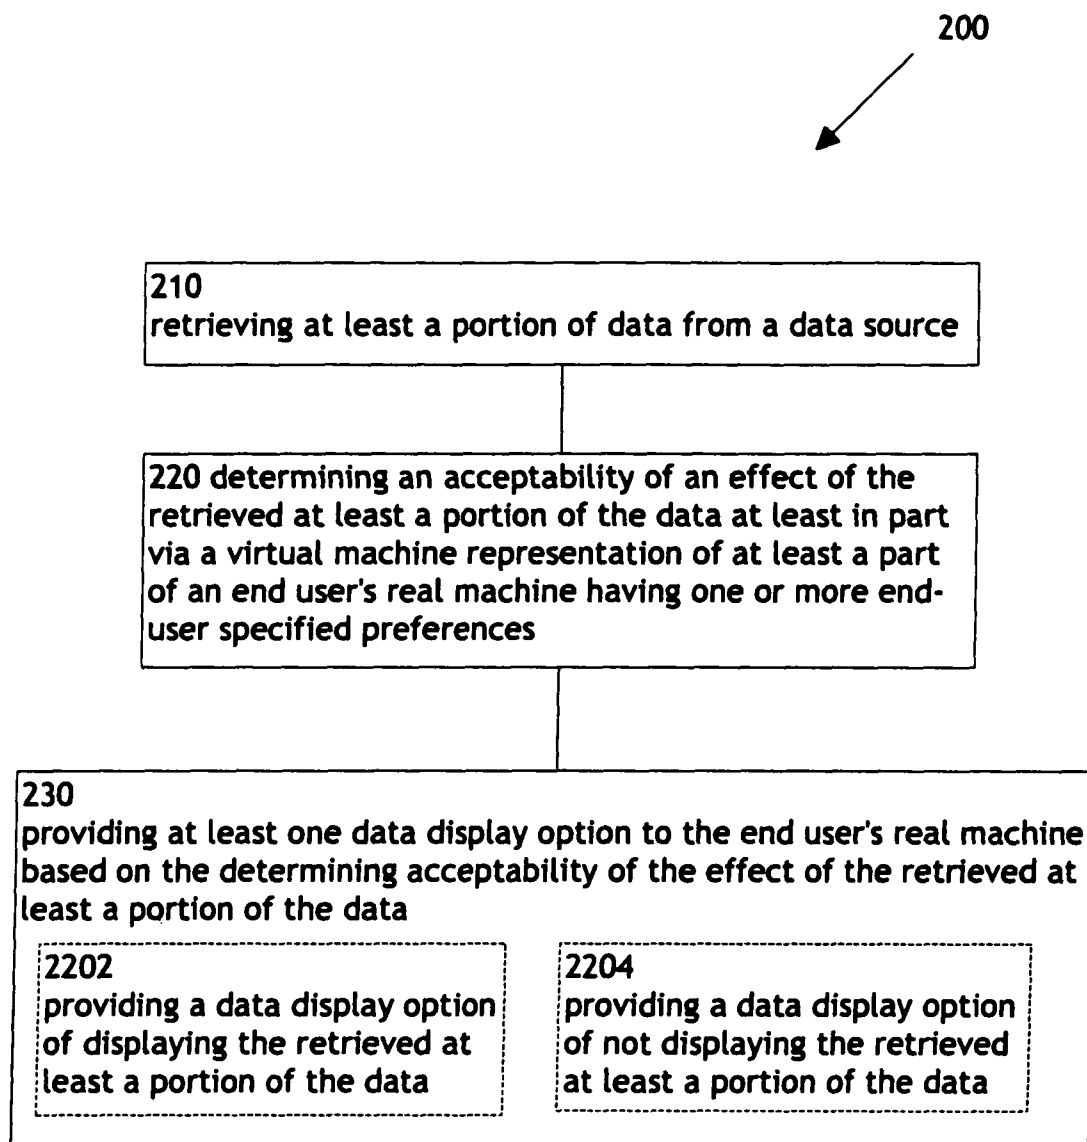 200
210
retrieving at least a portion of data from a data source
220 determining an acceptability of an effect of the
retrieved at least a portion of the data at least in part
via a virtual machine representation of at least a part
of an end user's real machine having one or more end-
user specified preferences
230
providing at least one data display option to the end user's real machine
based on the determining acceptability of the effect of the retrieved at
least a portion of the data
2202
providing a data display option
of displaying the retrieved at
least a portion of the data
2204
providing a data display option
of not displaying the retrieved
at least a portion of the data